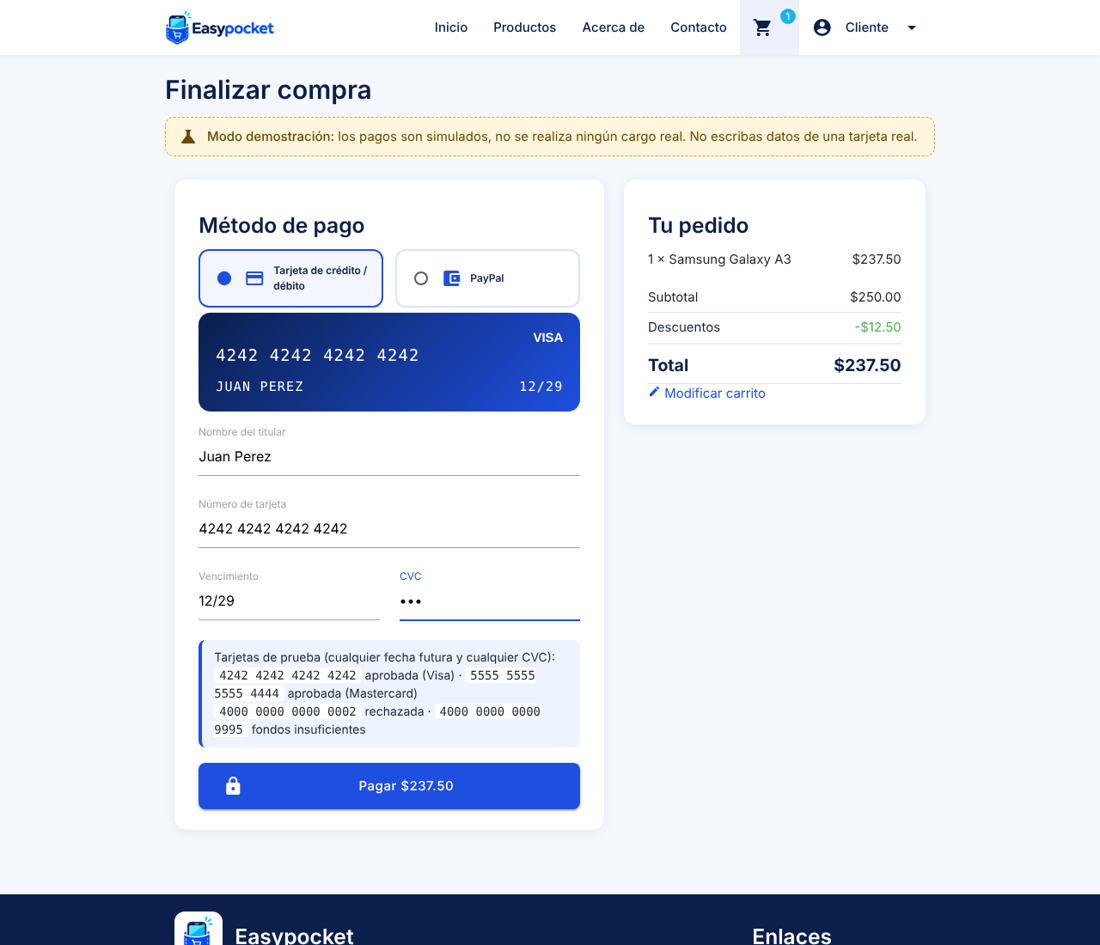 Easypocket
Inicio Productos Acerca de Contacto 1 Cliente
Finalizar compra
Modo demostración: los pagos son simulados, no se realiza ningún cargo real. No escribas datos de una tarjeta real.
Método de pago
Tarjeta de crédito /
débito
PayPal
VISA
4242 4242 4242 4242
JUAN PEREZ 12/29
Nombre del titular
Juan Perez
Número de tarjeta
4242 4242 4242 4242
Vencimiento CVC
12/29 •••
Tarjetas de prueba (cualquier fecha futura y cualquier CVC):
4242 4242 4242 4242 aprobada (Visa) · 5555 5555
5555 4444 aprobada (Mastercard)
4000 0000 0000 0002 rechazada · 4000 0000 0000
9995 fondos insuficientes
Pagar $237.50
Tu pedido
1 × Samsung Galaxy A3 $237.50
Subtotal $250.00
Descuentos -$12.50
Total $237.50
Modificar carrito
Easypocket
Enlaces